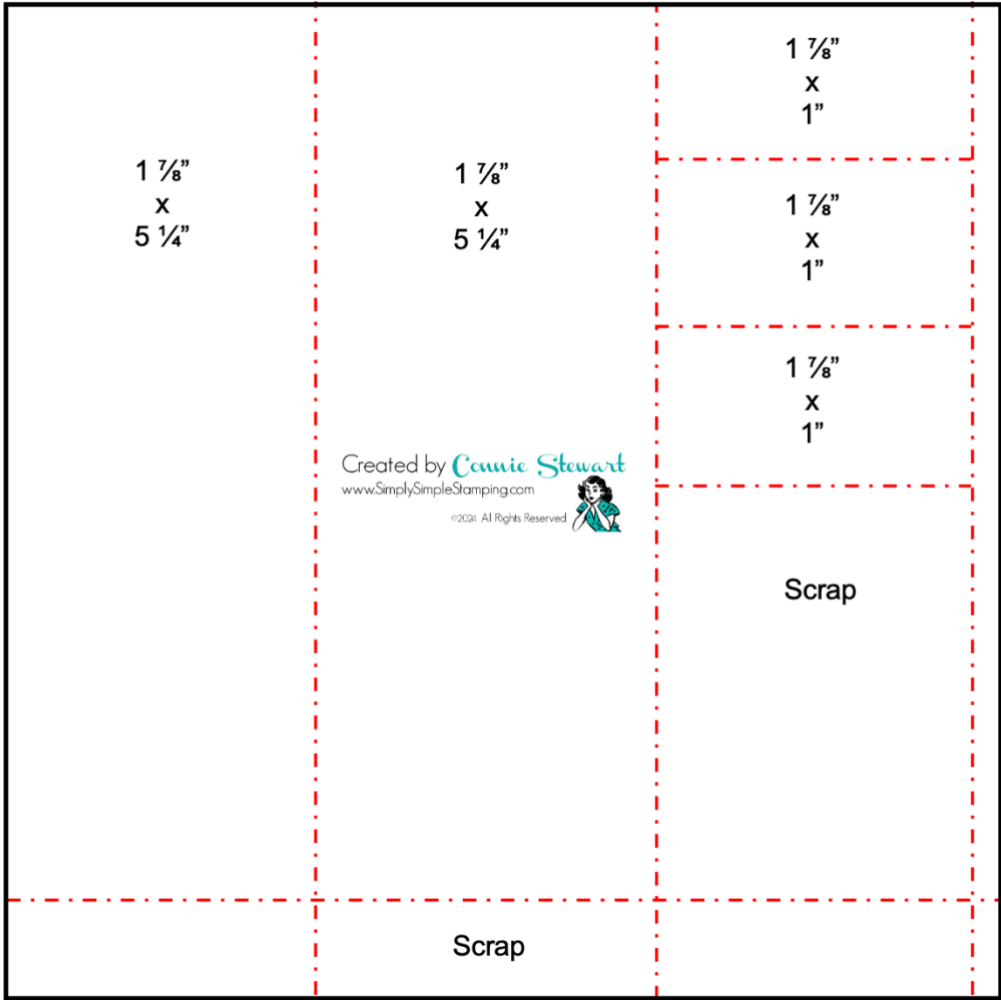 1 ⅞”
x
5 ¼”
1 ⅞”
x
5 ¼”
1 ⅞”
x
1”
1 ⅞”
x
1”
1 ⅞”
x
1”
Created by Connie Stewart
www.SimplySimpleStamping.com
©2024 All Rights Reserved
Scrap
Scrap